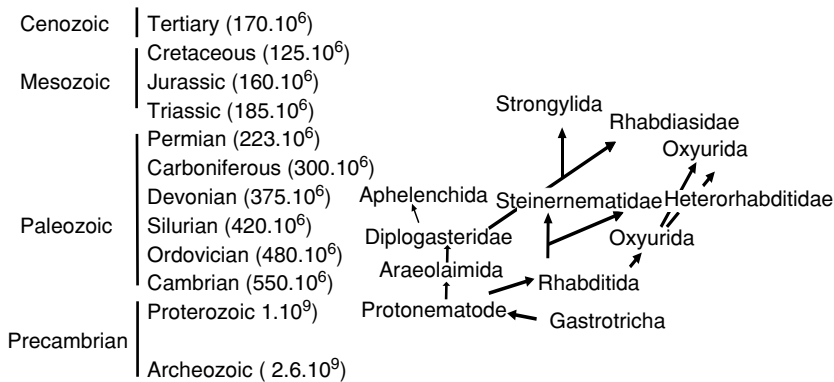 Cenozoic
Tertiary (170.10⁶)
Cretaceous (125.10⁶)
Mesozoic
Jurassic (160.10⁶)
Triassic (185.10⁶)
Permian (223.10⁶)
Carboniferous (300.10⁶)
Devonian (375.10⁶)
Paleozoic
Silurian (420.10⁶)
Ordovician (480.10⁶)
Cambrian (550.10⁶)
Proterozoic 1.10⁹)
Precambrian
Archeozoic ( 2.6.10⁹)
Strongylida
Rhabdiasidae
Oxyurida
Aphelenchida
Steinernematidae
Heterorhabditidae
Diplogasteridae
Oxyurida
Araeolaimida
Rhabditida
Protonematode
Gastrotricha